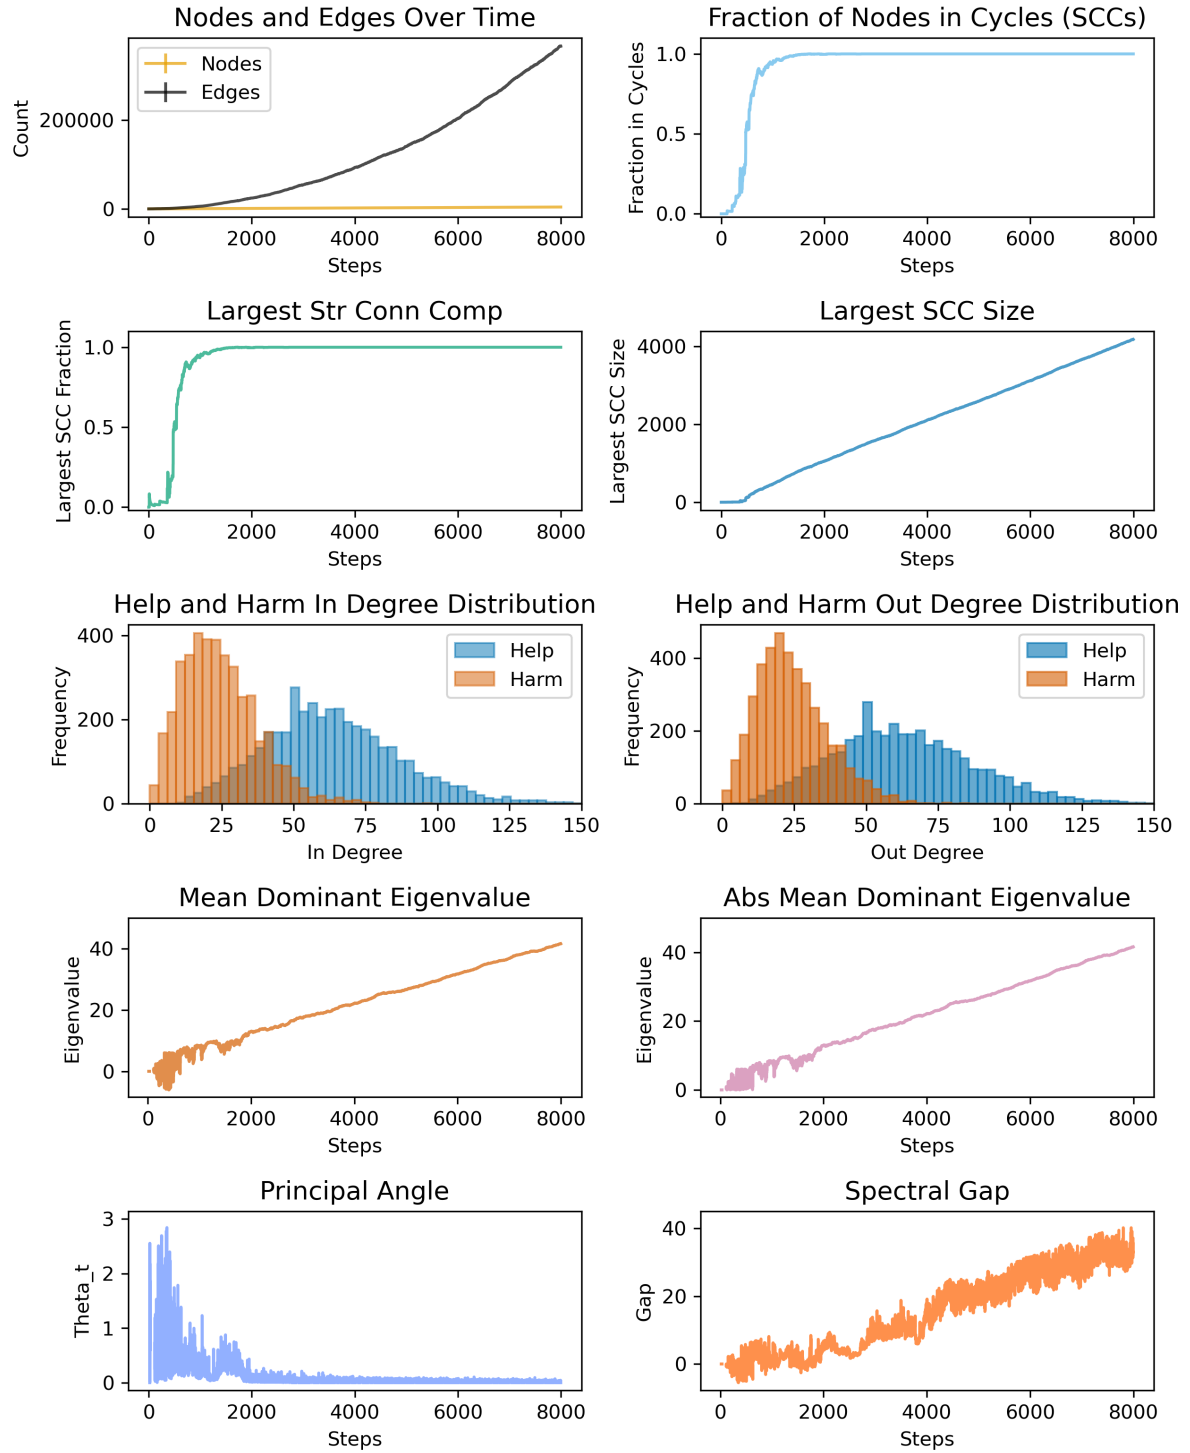 Nodes and Edges Over Time
Count
200000
0
Nodes
Edges
0 2000 4000 6000 8000
Steps
Fraction of Nodes in Cycles (SCCs)
Fraction in Cycles
1.0
0.5
0.0
0 2000 4000 6000 8000
Steps
Largest Str Conn Comp
Largest SCC Fraction
1.0
0.5
0.0
0 2000 4000 6000 8000
Steps
Largest SCC Size
Largest SCC Size
4000
2000
0
0 2000 4000 6000 8000
Steps
Help and Harm In Degree Distribution
Frequency
400
200
0
Help
Harm
0 25 50 75 100 125 150
In Degree
Help and Harm Out Degree Distribution
Frequency
400
200
0
Help
Harm
0 25 50 75 100 125 150
Out Degree
Mean Dominant Eigenvalue
Eigenvalue
40
20
0
0 2000 4000 6000 8000
Steps
Abs Mean Dominant Eigenvalue
Eigenvalue
40
20
0
0 2000 4000 6000 8000
Steps
Principal Angle
Theta_t
3
2
1
0
0 2000 4000 6000 8000
Steps
Spectral Gap
Gap
40
20
0
0 2000 4000 6000 8000
Steps